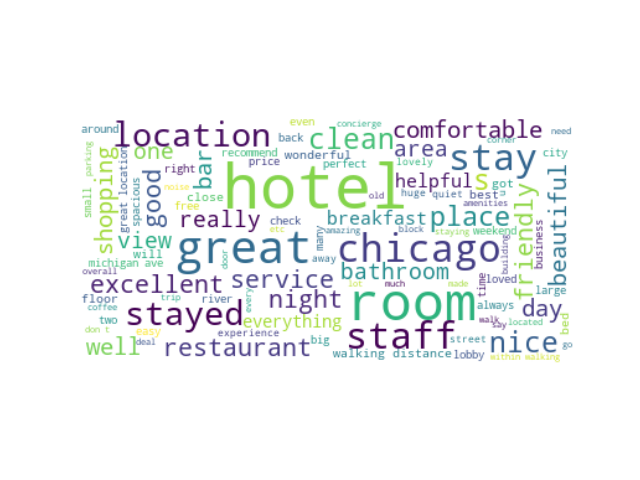 around
location
even
concierge
back
clean
comfortable
corner
need
parking
shopping
great location
one
recommend
wonderful
price
perfect
lovely
area
stay
city
small
spacious
good
right
bar
close
hotel
old
helpful
s
got
huge
quiet
best
amenities
friendly
beautiful
noise
free
really
check
breakfast
place
weekend
staying
view
will
great
etc
many
amazing
chicago
block
away
building
business
michigan ave
overall
door
bathroom
excellent
service
every
lot
much
made
time
loved
large
floor
trip
river
night
room
always
day
bed
coffee
two
stayed
everything
staff
walk
say
located
don t
easy
deal
experience
big
street
nice
go
well
restaurant
walking distance
lobby
within walking